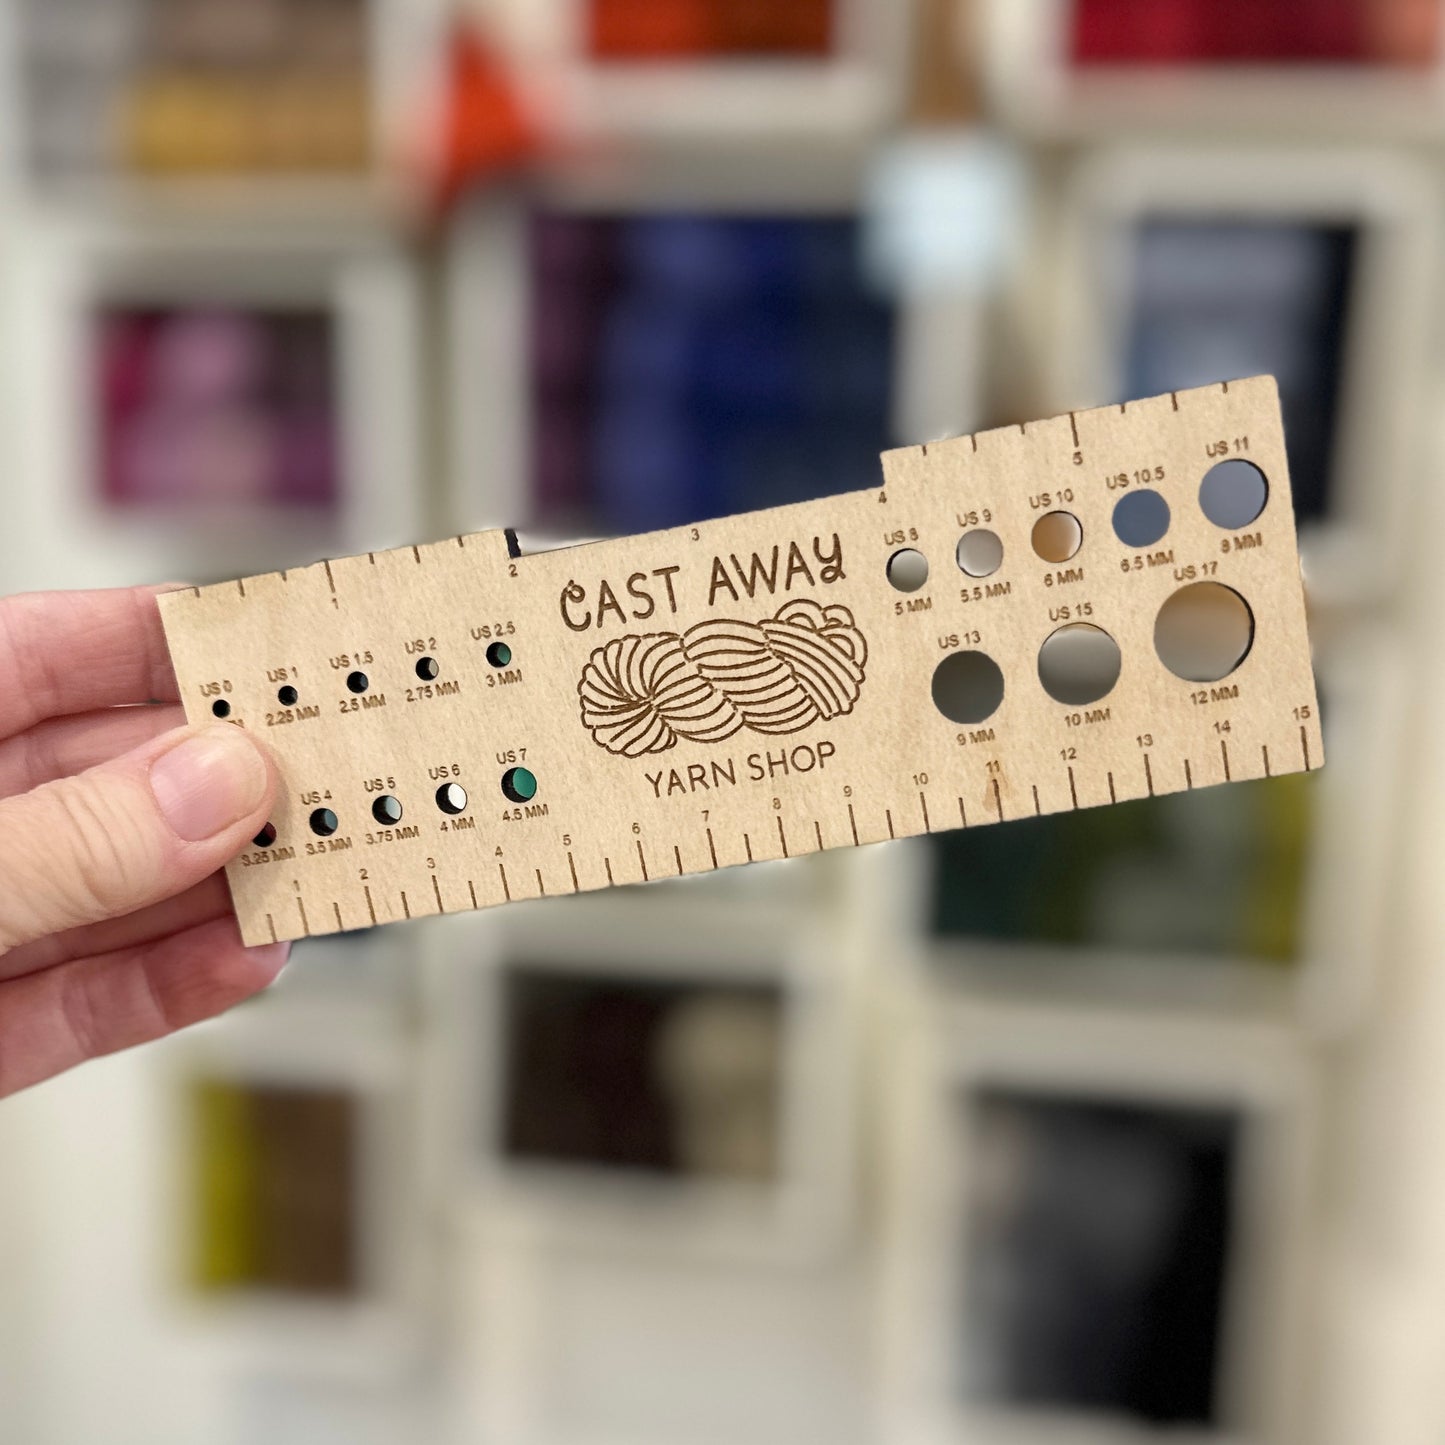 1 2 3 4 5
US 0 US 1 US 1.5 US 2 US 2.5
2.25 MM 2.5 MM 2.75 MM 3 MM
US 4 US 5 US 6 US 7
3.25 MM 3.5 MM 3.75 MM 4 MM 4.5 MM
CAST AWAY
YARN SHOP
US 8 US 9 US 10 US 10.5 US 11
5 MM 5.5 MM 6 MM 6.5 MM 8 MM
US 13 US 15 US 17
9 MM 10 MM 12 MM
1 2 3 4 5 6 7 8 9 10 11 12 13 14 15